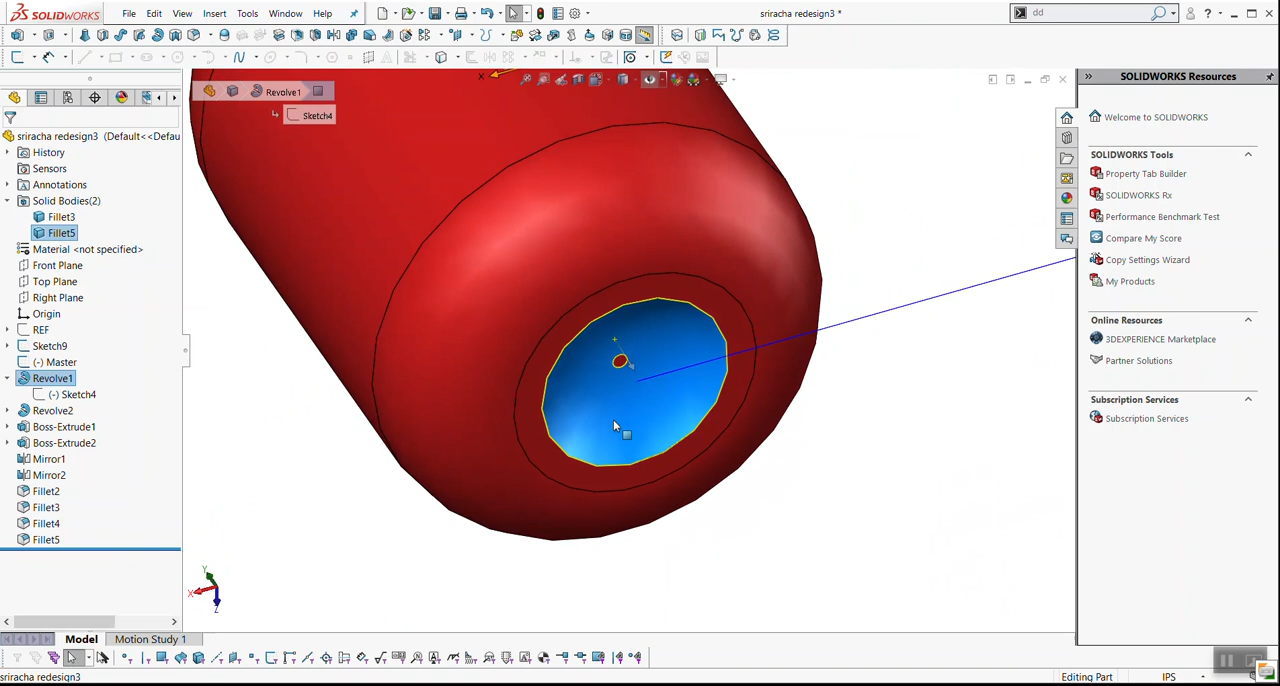 SOLIDWORKS File Edit View Insert Tools Window Help sriracha redesign3 * dd
Revolve1
Sketch4
SOLIDWORKS Resources
Welcome to SOLIDWORKS
SOLIDWORKS Tools
Property Tab Builder
SOLIDWORKS Rx
Performance Benchmark Test
Compare My Score
Copy Settings Wizard
My Products
Online Resources
3DEXPERIENCE Marketplace
Partner Solutions
Subscription Services
Subscription Services
sriracha redesign3 (Default<<Defau
History
Sensors
Annotations
Solid Bodies(2)
Fillet3
Fillet5
Material <not specified>
Front Plane
Top Plane
Right Plane
Origin
REF
Sketch9
(-) Master
Revolve1
(-) Sketch4
Revolve2
Boss-Extrude1
Boss-Extrude2
Mirror1
Mirror2
Fillet2
Fillet3
Fillet4
Fillet5
X
Y
X
Z
Model Motion Study 1
sriracha redesign3 Editing Part IPS